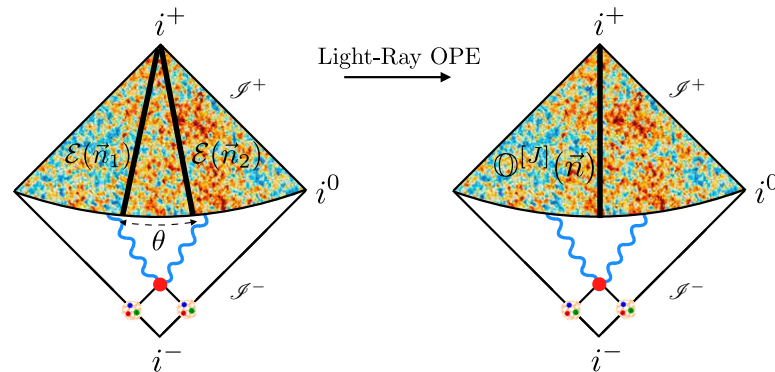 i⁺
ℰ(n⃗₁)
ℰ(n⃗₂)
𝒥⁺
i⁰
θ
𝒥⁻
i⁻
Light-Ray OPE
i⁺
𝕆^[J](n⃗)
𝒥⁺
i⁰
𝒥⁻
i⁻